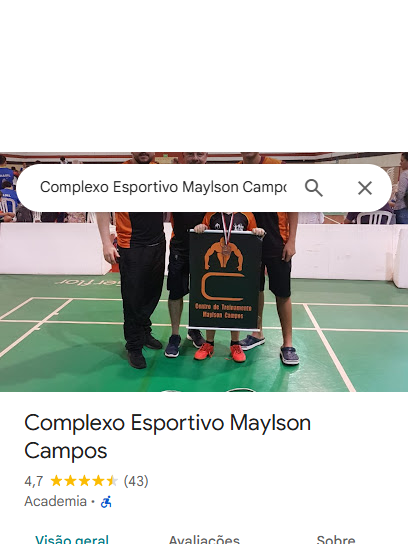 Complexo Esportivo Maylson Campo
Centro de Treinamento
Maylson Campos
Complexo Esportivo Maylson
Campos
4,7 (43)
Academia ·
Visão geral Avaliações Sobre